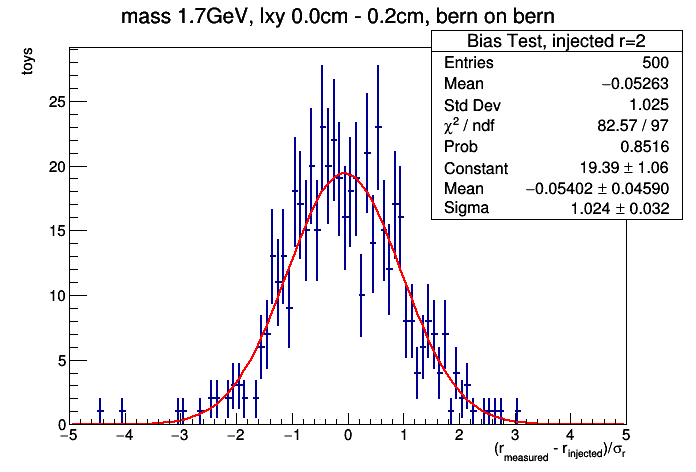 mass 1.7GeV, lxy 0.0cm - 0.2cm, bern on bern
Bias Test, injected r=2
Entries 500
Mean −0.05263
Std Dev 1.025
χ² / ndf 82.57 / 97
Prob 0.8516
Constant 19.39 ± 1.06
Mean −0.05402 ± 0.04590
Sigma 1.024 ± 0.032
toys
25
20
15
10
5
0
−5 −4 −3 −2 −1 0 1 2 3 4 5
(r_measured - r_injected)/σ_r